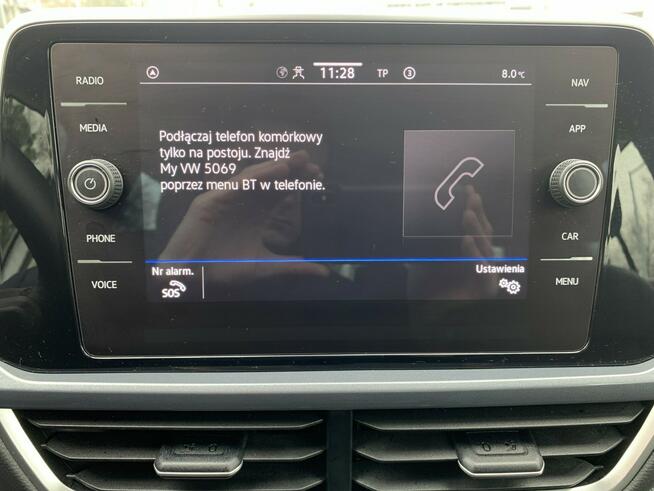 RADIO
MEDIA
PHONE
VOICE
11:28
TP
3
8.0°C
Podłączaj telefon komórkowy
tylko na postoju. Znajdź
My VW 5069
poprzez menu BT w telefonie.
Nr alarm.
SOS
Ustawienia
NAV
APP
CAR
MENU